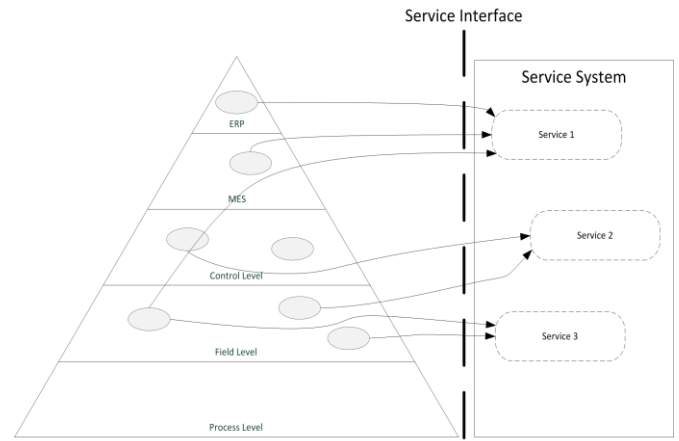 Service Interface
Service System
ERP
Service 1
MES
Service 2
Control Level
Service 3
Field Level
Process Level